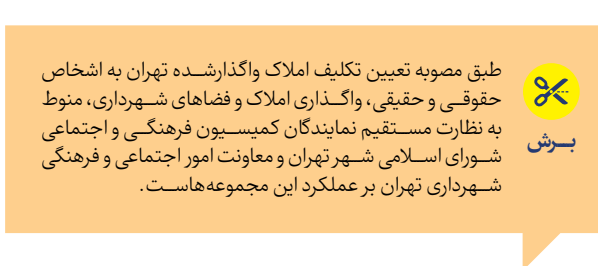 طبق مصوبه تعیین تکلیف املاک واگذارشده تهران به اشخاص
حقوقی و حقیقی، واگذاری املاک و فضاهای شهرداری، منوط
به نظارت مستقیم نمایندگان کمیسیون فرهنگی و اجتماعی
شورای اسلامی شهر تهران و معاونت امور اجتماعی و فرهنگی
شهرداری تهران بر عملکرد این مجموعه‌هاست.
برش